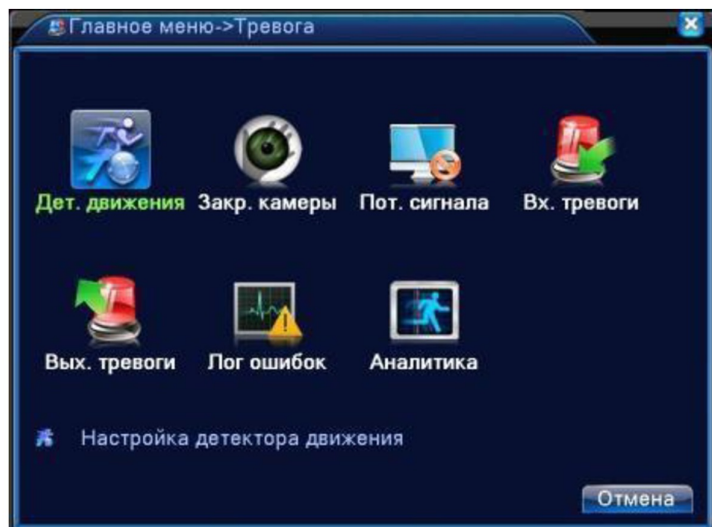 Главное меню->Тревога
Дет. движения Закр. камеры Пот. сигнала Вх. тревоги
Вых. тревоги Лог ошибок Аналитика
Настройка детектора движения
Отмена